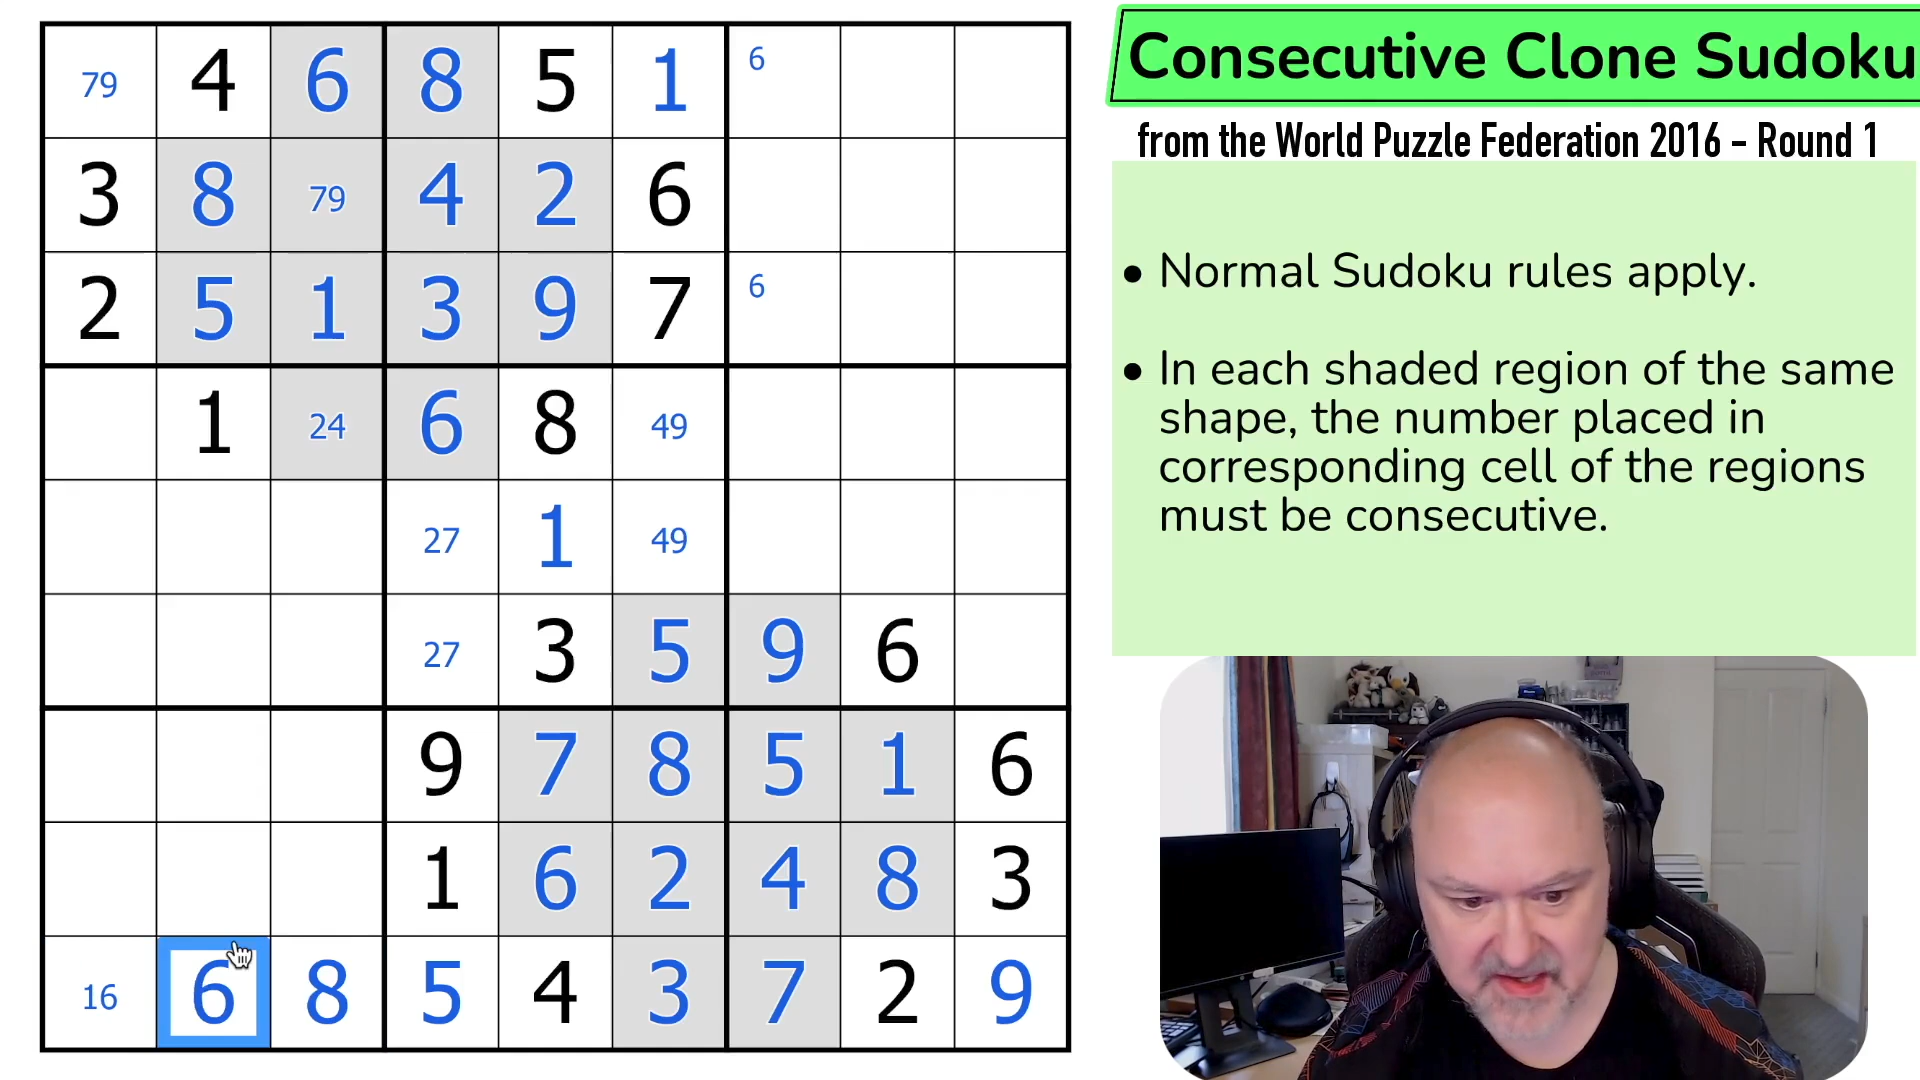 Consecutive Clone Sudoku
from the World Puzzle Federation 2016 - Round 1
• Normal Sudoku rules apply.
• In each shaded region of the same
shape, the number placed in
corresponding cell of the regions
must be consecutive.
79 4 6 8 5 1 6
3 8 79 4 2 6
2 5 1 3 9 7 6
1 24 6 8 49
27 1 49
27 3 5 9 6
9 7 8 5 1 6
1 6 2 4 8 3
16 6 8 5 4 3 7 2 9